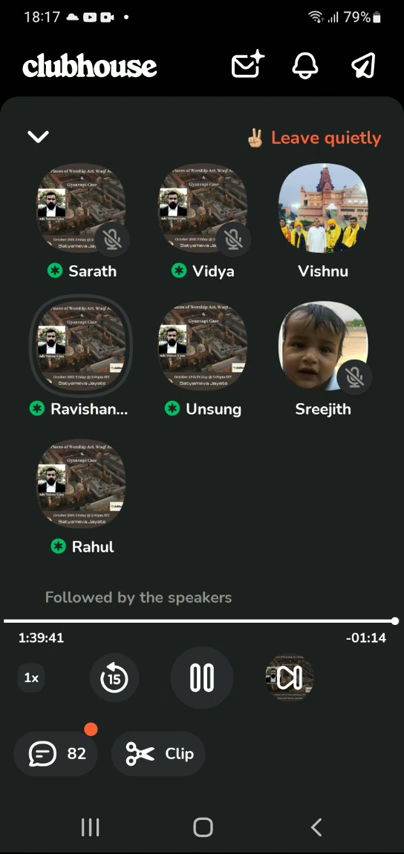 18:17
79%
clubhouse
✌🏼 Leave quietly
Sarath
Vidya
Vishnu
Ravishan...
Unsung
Sreejith
Rahul
Followed by the speakers
1:39:41
-01:14
1x
15
82
Clip